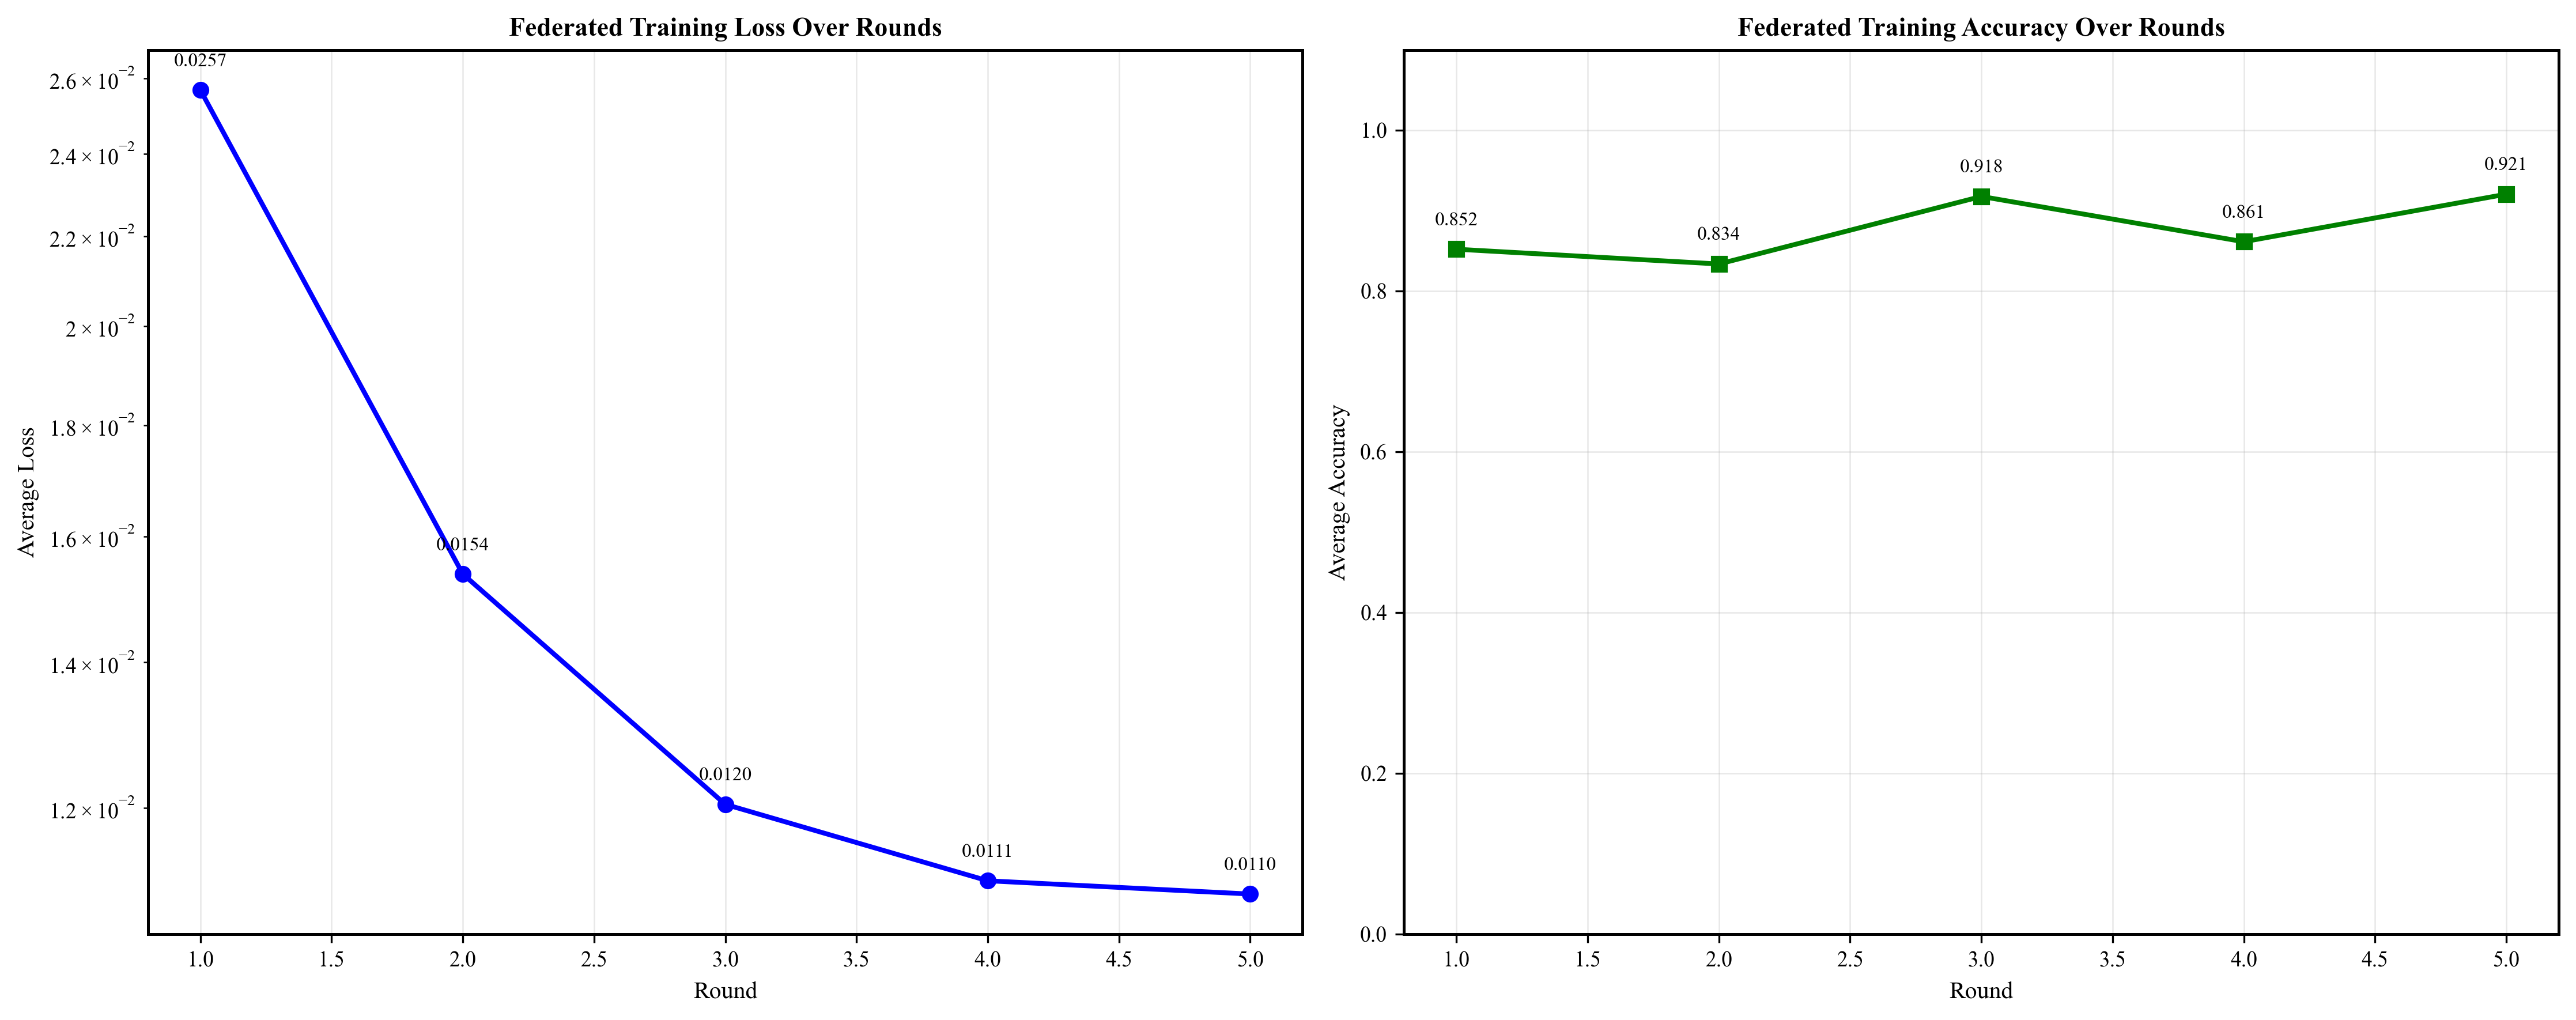 Federated Training Loss Over Rounds
Average Loss
2.6 × 10⁻²
2.4 × 10⁻²
2.2 × 10⁻²
2 × 10⁻²
1.8 × 10⁻²
1.6 × 10⁻²
1.4 × 10⁻²
1.2 × 10⁻²
0.0257
0.0154
0.0120
0.0111
0.0110
1.0 1.5 2.0 2.5 3.0 3.5 4.0 4.5 5.0
Round
Federated Training Accuracy Over Rounds
Average Accuracy
1.0
0.8
0.6
0.4
0.2
0.0
0.852
0.834
0.918
0.861
0.921
1.0 1.5 2.0 2.5 3.0 3.5 4.0 4.5 5.0
Round